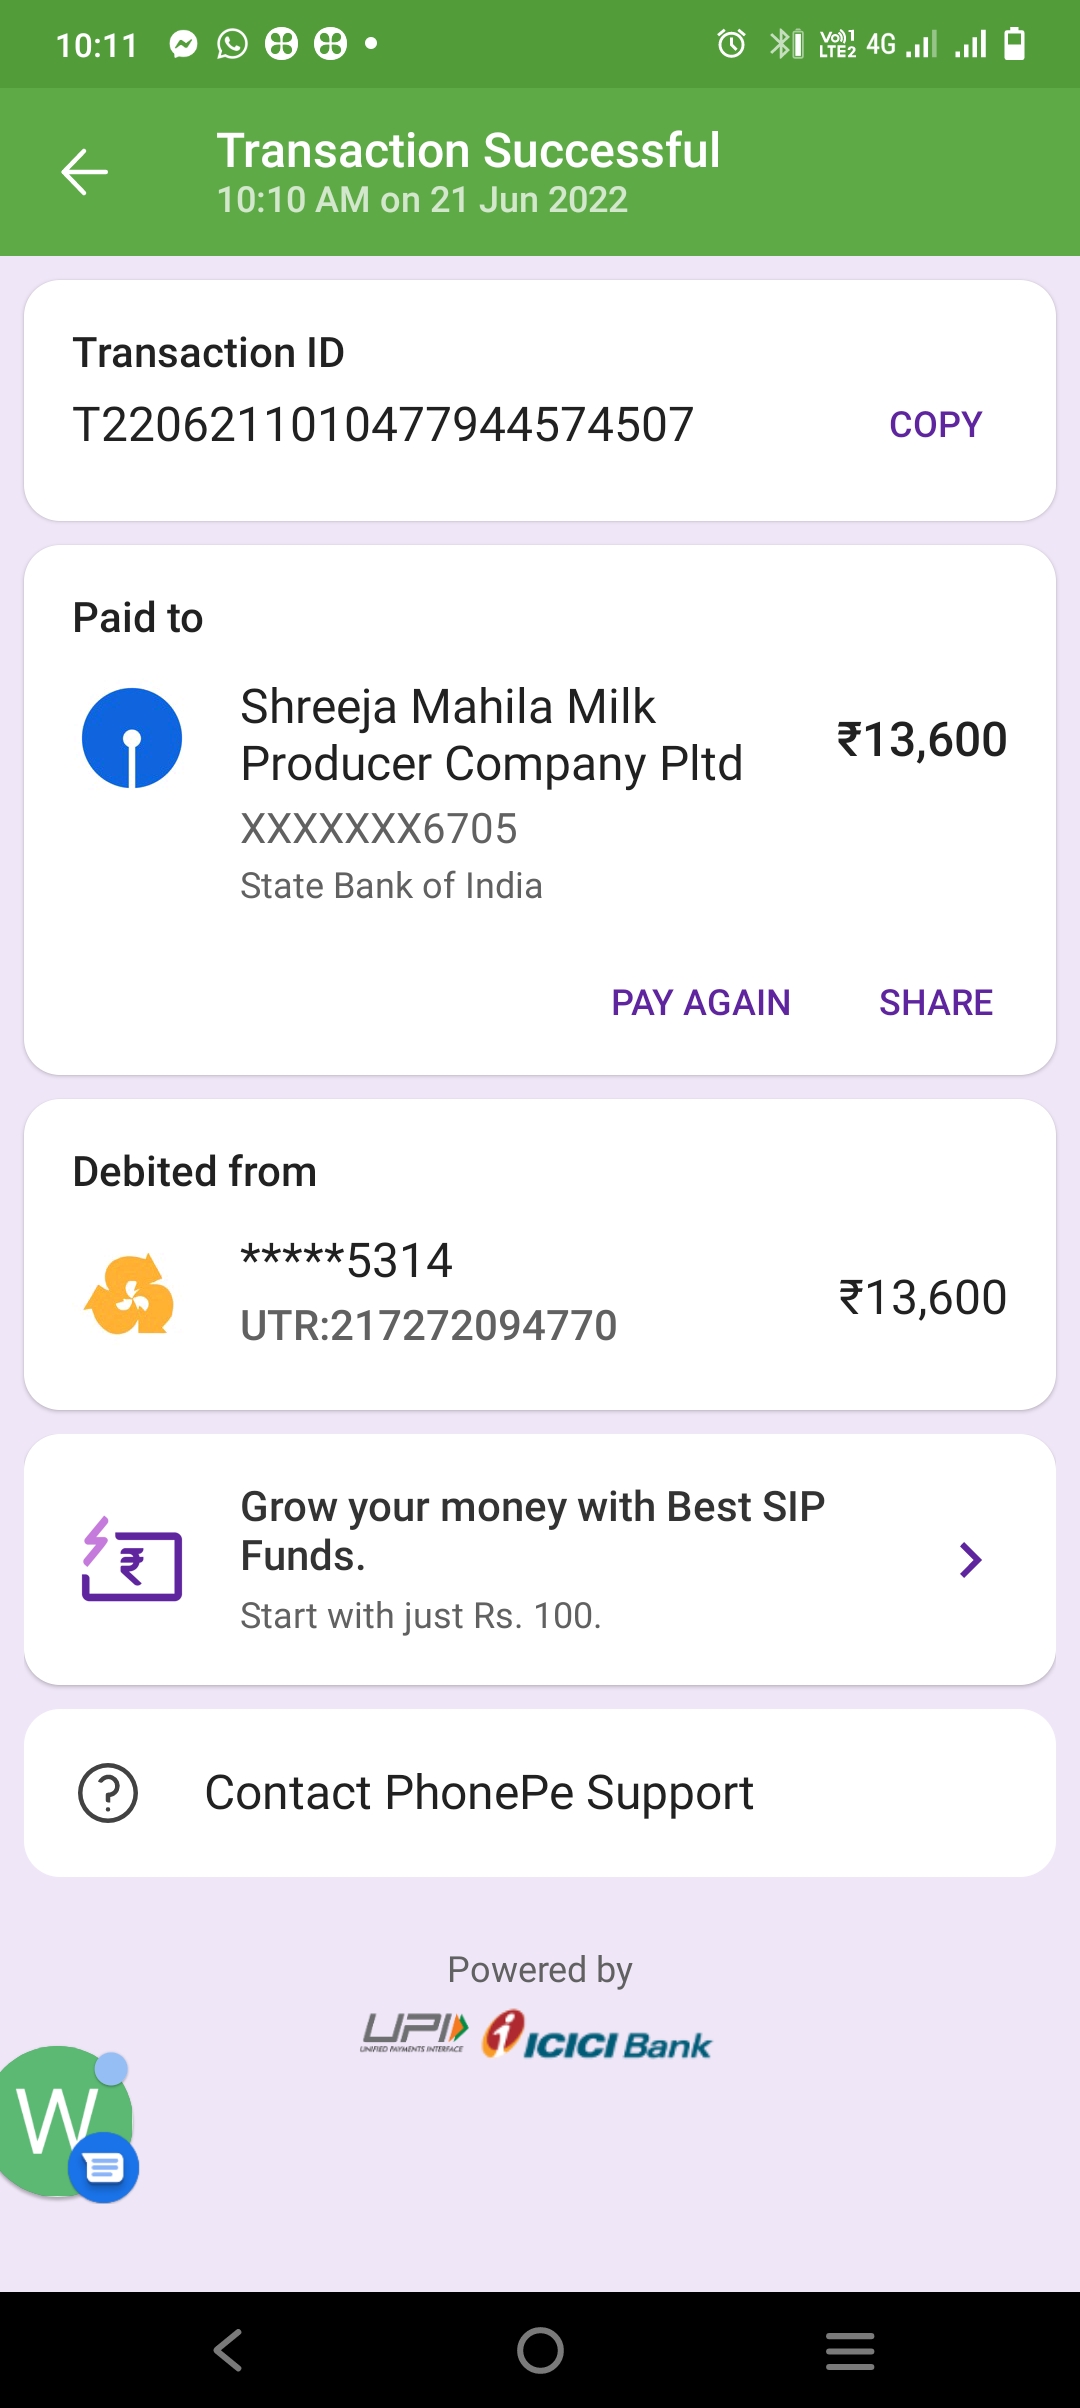 10:11
Vo)) 1
LTE2 4G
Transaction Successful
10:10 AM on 21 Jun 2022
Transaction ID
T2206211010477944574507
COPY
Paid to
Shreeja Mahila Milk
Producer Company Pltd
₹13,600
XXXXXXX6705
State Bank of India
PAY AGAIN
SHARE
Debited from
*****5314
₹13,600
UTR:217272094770
Grow your money with Best SIP
Funds.
Start with just Rs. 100.
Contact PhonePe Support
Powered by
UPI
UNIFIED PAYMENTS INTERFACE
ICICI Bank
W